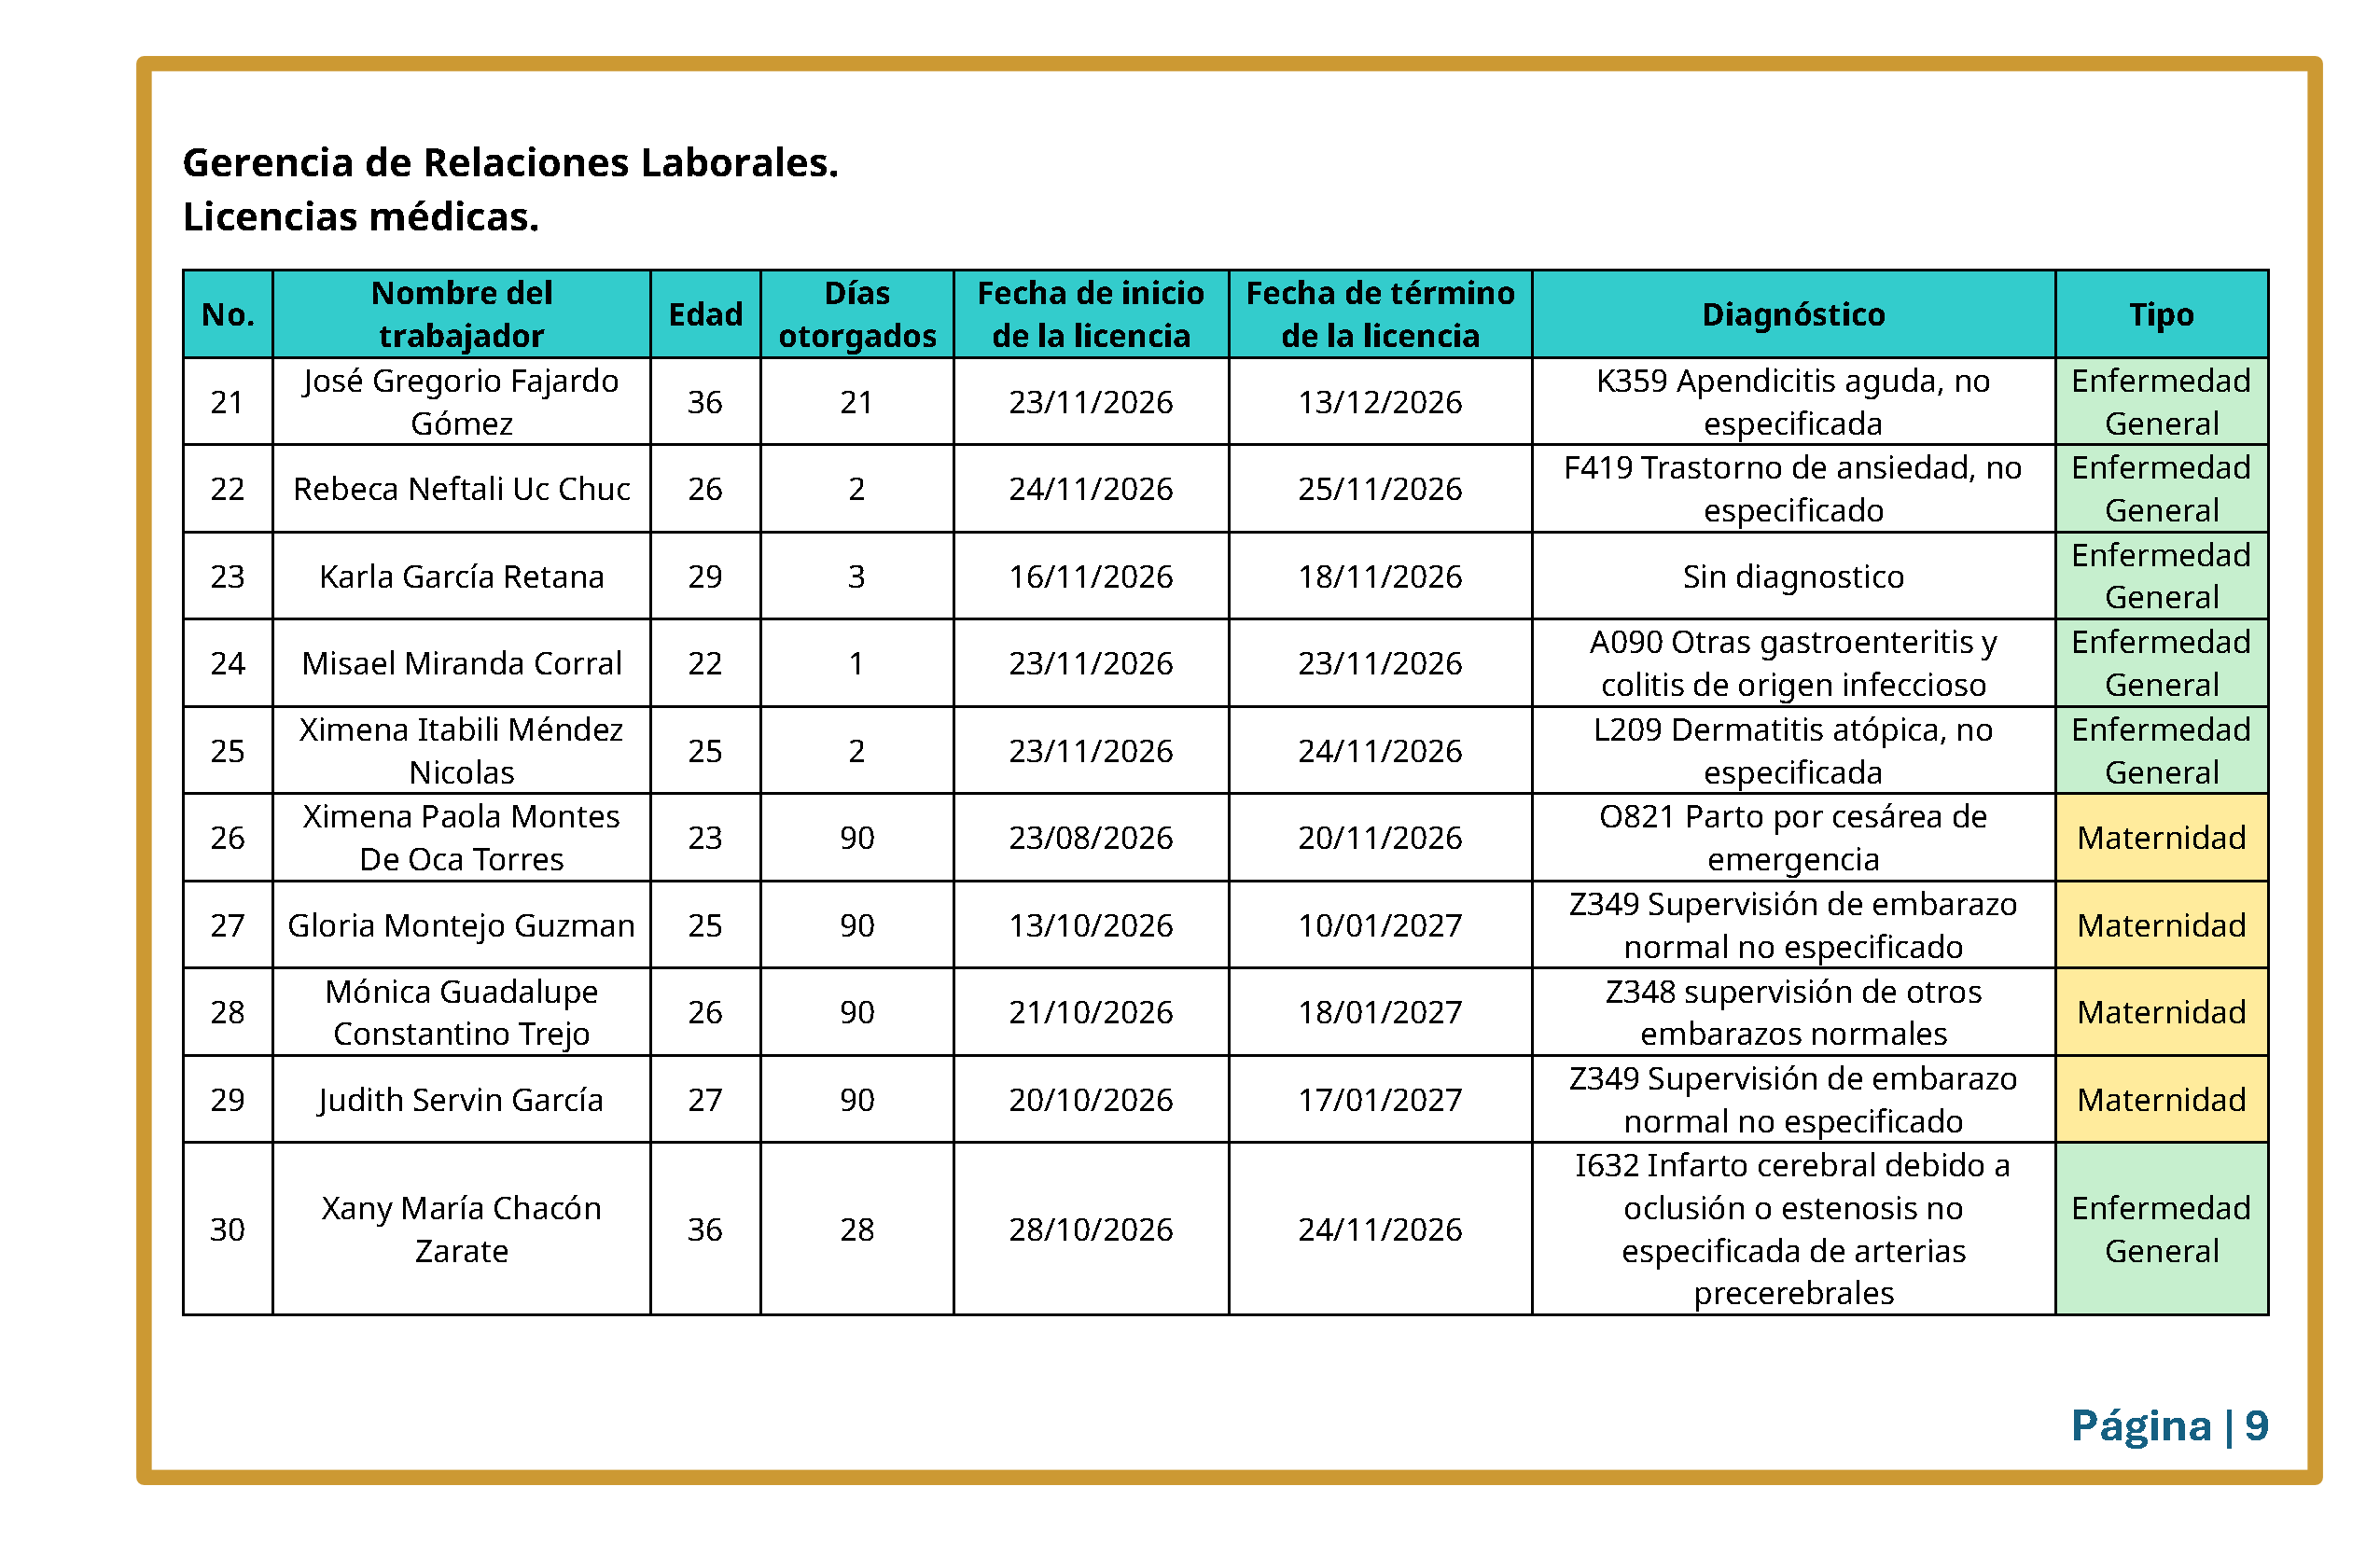 Gerencia de Relaciones Laborales.
Licencias médicas.
No. Nombre del trabajador Edad Días otorgados Fecha de inicio de la licencia Fecha de término de la licencia Diagnóstico Tipo
21 José Gregorio Fajardo Gómez 36 21 23/11/2026 13/12/2026 K359 Apendicitis aguda, no especificada Enfermedad General
22 Rebeca Neftali Uc Chuc 26 2 24/11/2026 25/11/2026 F419 Trastorno de ansiedad, no especificado Enfermedad General
23 Karla García Retana 29 3 16/11/2026 18/11/2026 Sin diagnostico Enfermedad General
24 Misael Miranda Corral 22 1 23/11/2026 23/11/2026 A090 Otras gastroenteritis y colitis de origen infeccioso Enfermedad General
25 Ximena Itabili Méndez Nicolas 25 2 23/11/2026 24/11/2026 L209 Dermatitis atópica, no especificada Enfermedad General
26 Ximena Paola Montes De Oca Torres 23 90 23/08/2026 20/11/2026 O821 Parto por cesárea de emergencia Maternidad
27 Gloria Montejo Guzman 25 90 13/10/2026 10/01/2027 Z349 Supervisión de embarazo normal no especificado Maternidad
28 Mónica Guadalupe Constantino Trejo 26 90 21/10/2026 18/01/2027 Z348 supervisión de otros embarazos normales Maternidad
29 Judith Servin García 27 90 20/10/2026 17/01/2027 Z349 Supervisión de embarazo normal no especificado Maternidad
30 Xany María Chacón Zarate 36 28 28/10/2026 24/11/2026 I632 Infarto cerebral debido a oclusión o estenosis no especificada de arterias precerebrales Enfermedad General
Página | 9